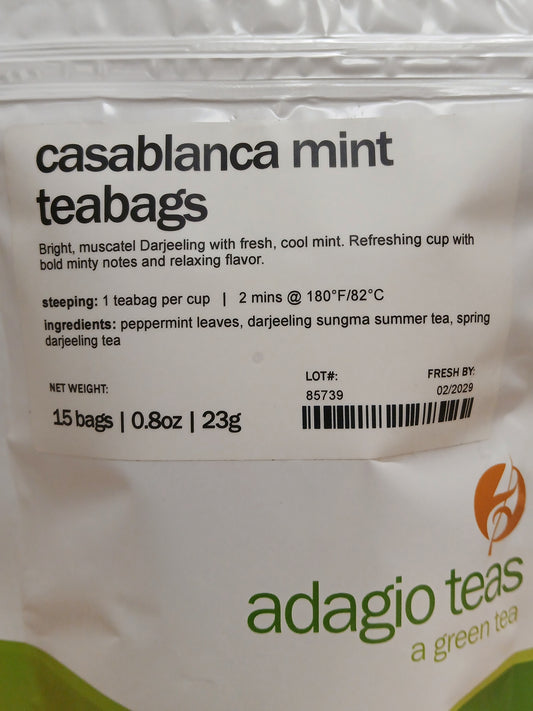 casablanca mint
teabags
Bright, muscatel Darjeeling with fresh, cool mint. Refreshing cup with
bold minty notes and relaxing flavor.
steeping: 1 teabag per cup | 2 mins @ 180°F/82°C
ingredients: peppermint leaves, darjeeling sungma summer tea, spring
darjeeling tea
NET WEIGHT:
15 bags | 0.8oz | 23g
LOT#:
85739
FRESH BY:
02/2029
adagio teas
a green tea